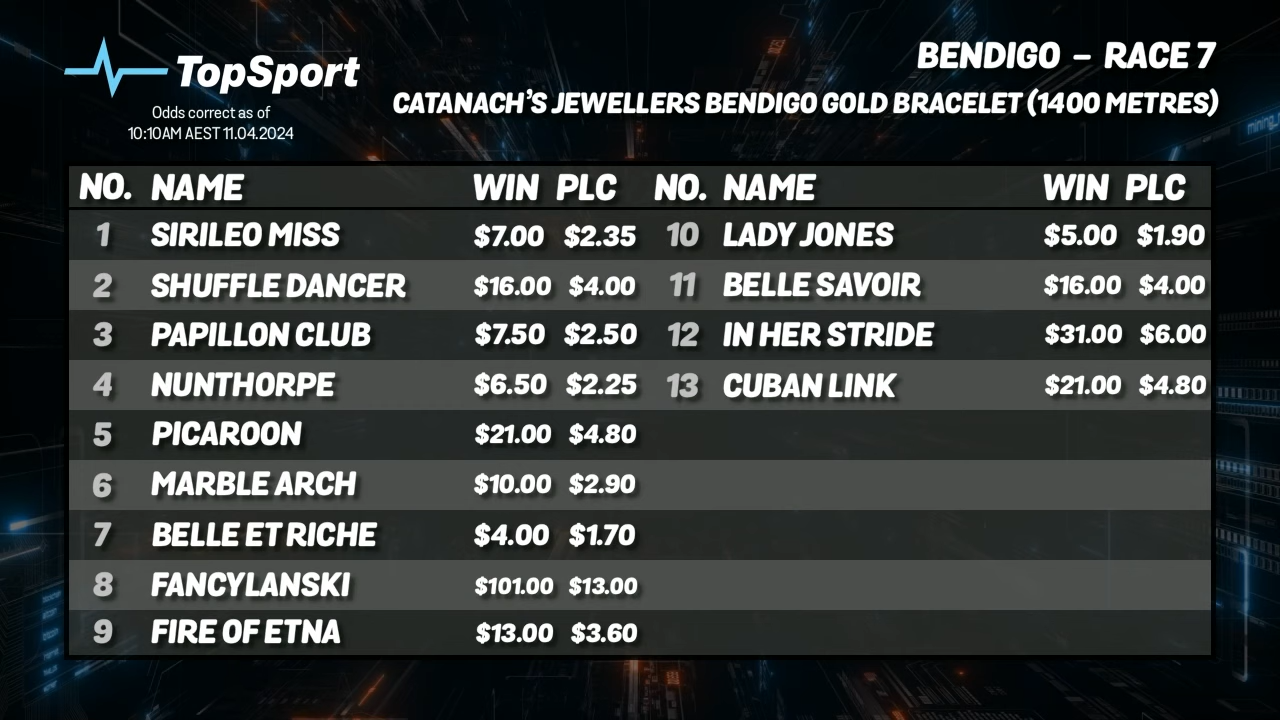 TopSport
Odds correct as of
10:10AM AEST 11.04.2024
BENDIGO – RACE 7
CATANACH'S JEWELLERS BENDIGO GOLD BRACELET (1400 METRES)
NO. NAME WIN PLC NO. NAME WIN PLC
1 SIRILEO MISS $7.00 $2.35 10 LADY JONES $5.00 $1.90
2 SHUFFLE DANCER $16.00 $4.00 11 BELLE SAVOIR $16.00 $4.00
3 PAPILLON CLUB $7.50 $2.50 12 IN HER STRIDE $31.00 $6.00
4 NUNTHORPE $6.50 $2.25 13 CUBAN LINK $21.00 $4.80
5 PICAROON $21.00 $4.80
6 MARBLE ARCH $10.00 $2.90
7 BELLE ET RICHE $4.00 $1.70
8 FANCYLANSKI $101.00 $13.00
9 FIRE OF ETNA $13.00 $3.60